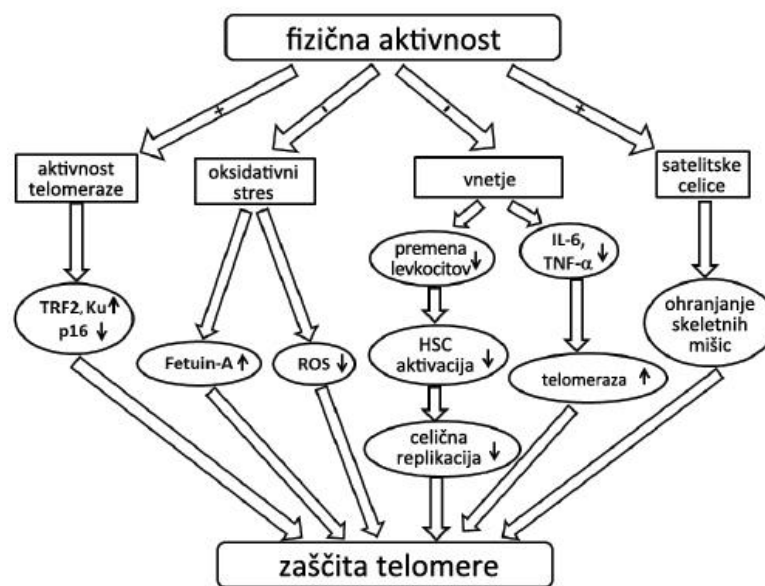 fizična aktivnost
+
-
-
+
aktivnost
telomeraze
oksidativni
stres
vnetje
satelitske
celice
premena
levkocitov ↓
IL-6,
TNF-α ↓
TRF2, Ku ↑
p16 ↓
Fetuin-A ↑
ROS ↓
HSC
aktivacija ↓
telomeraza ↑
ohranjanje
skeletnih
mišic
celična
replikacija ↓
zaščita telomere